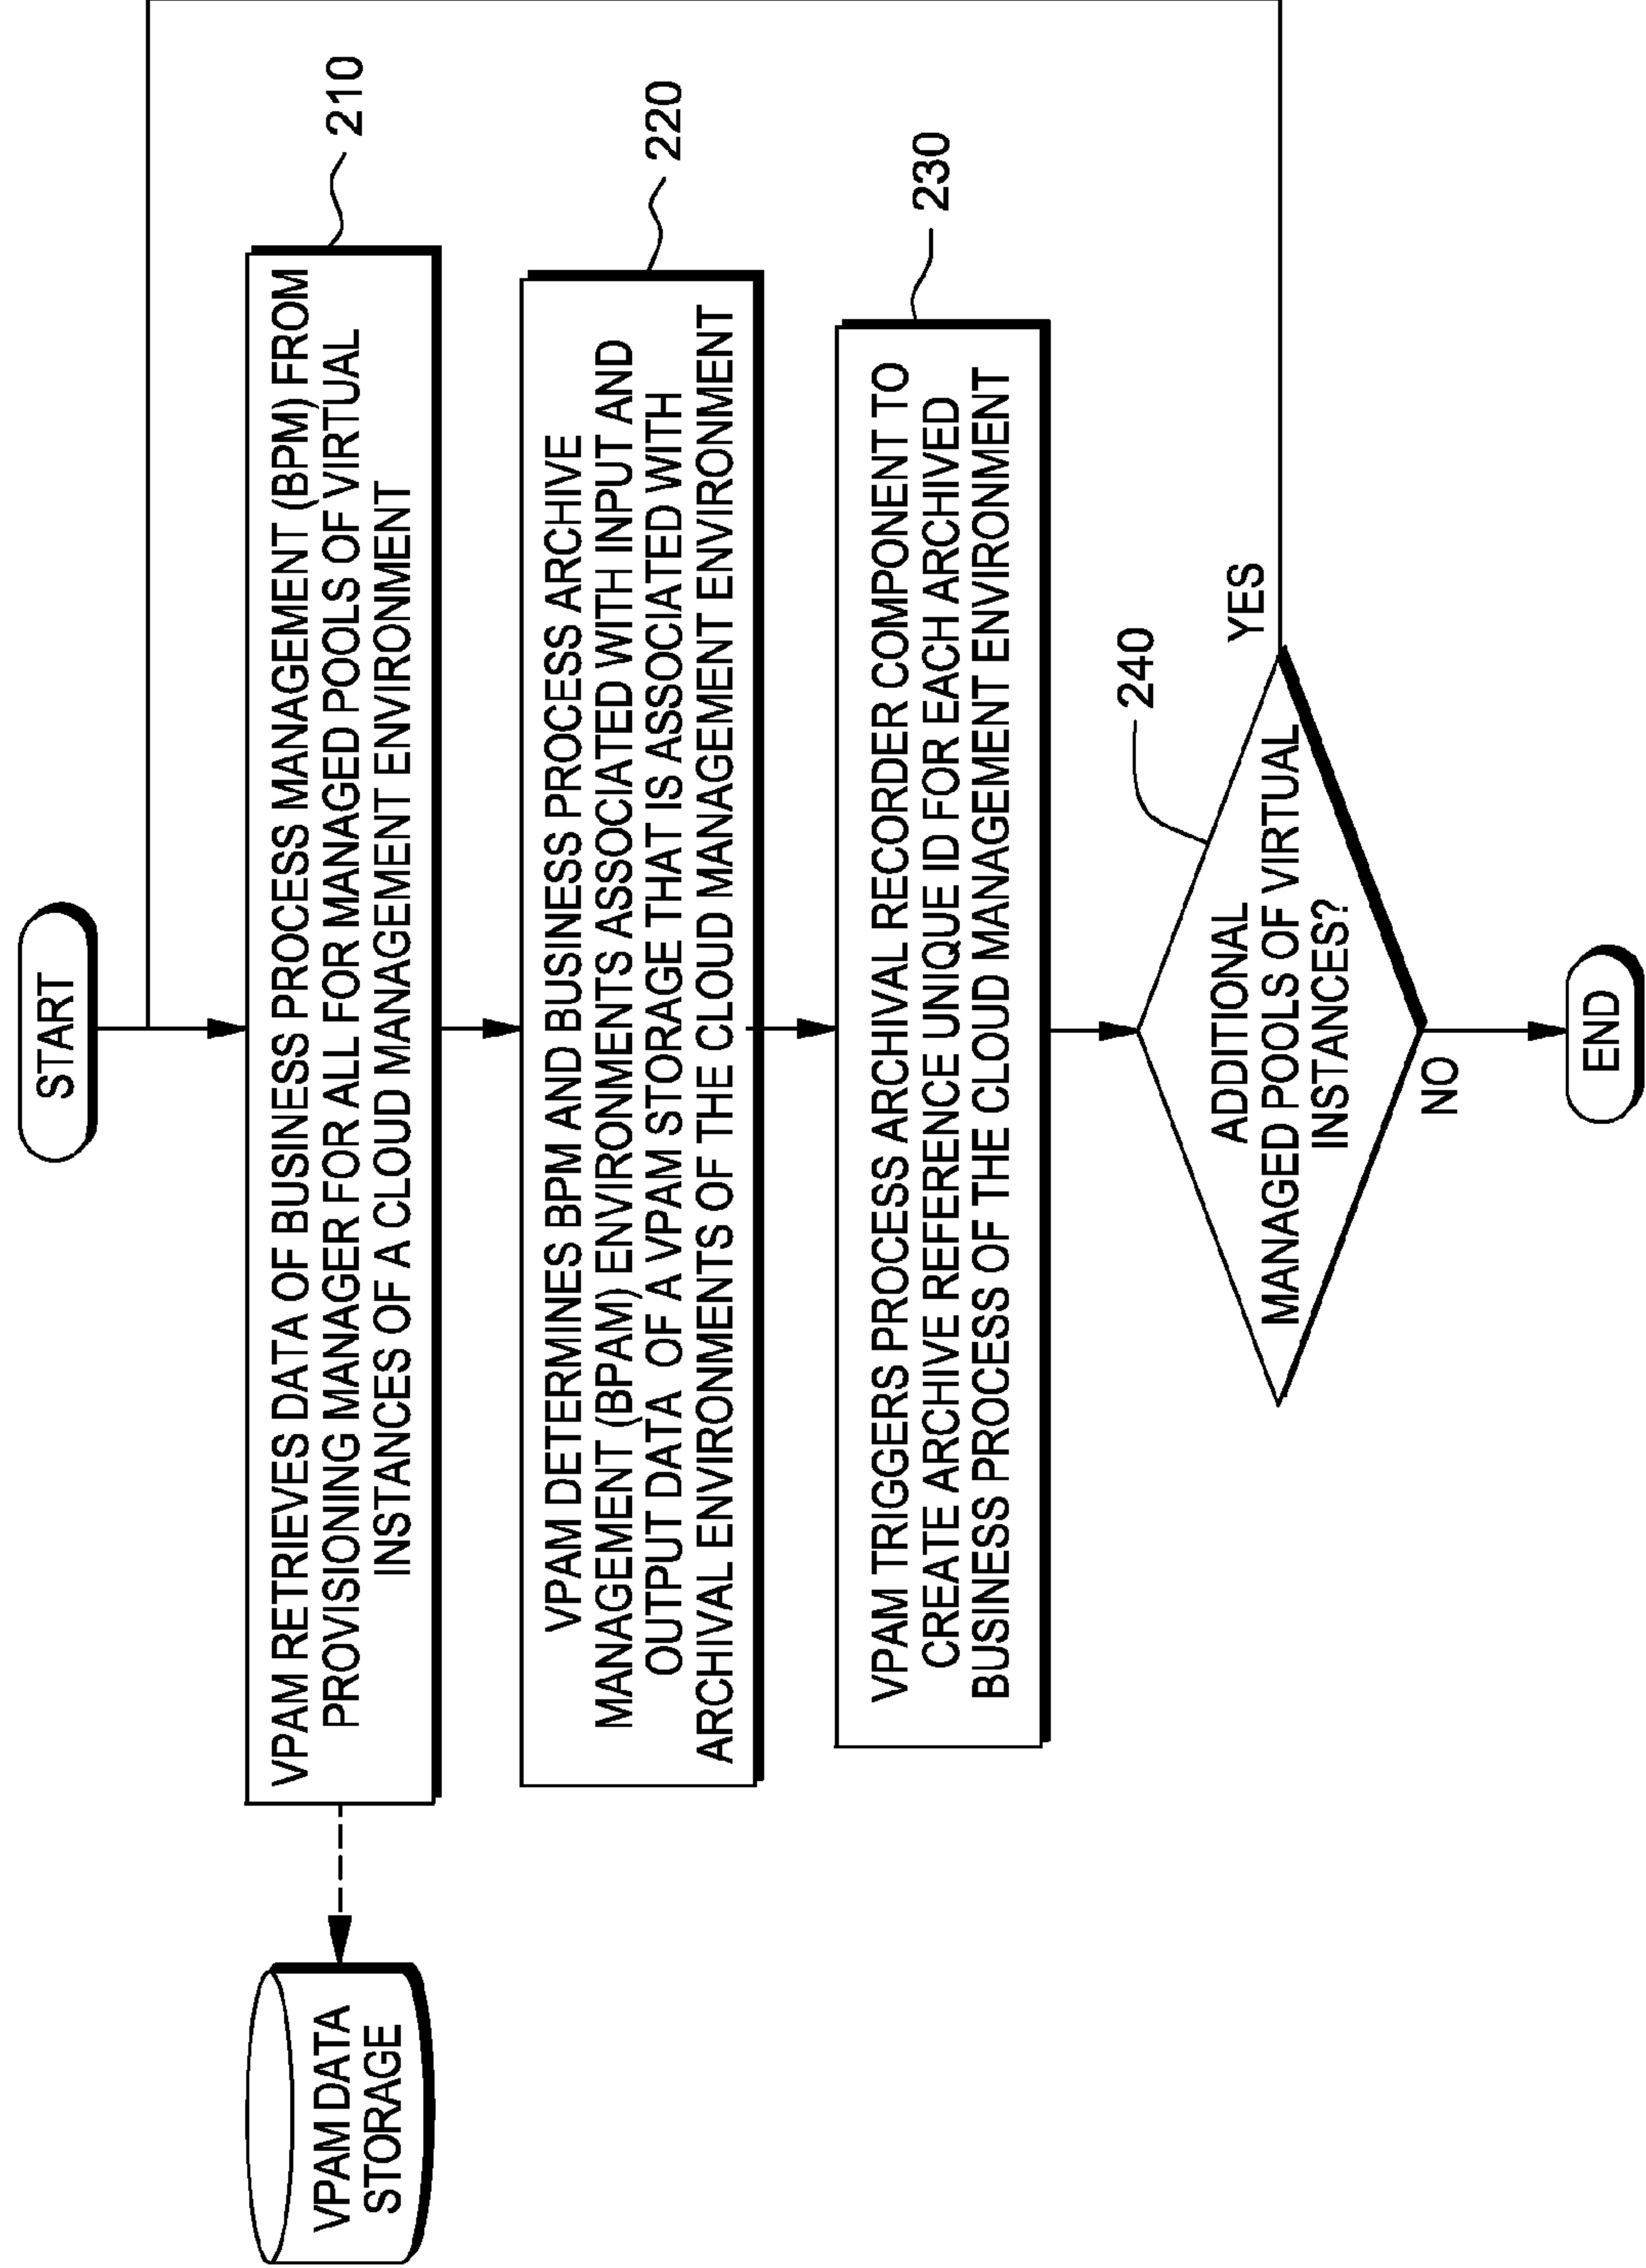 START
VPAM RETRIEVES DATA OF BUSINESS PROCESS MANAGEMENT (BPM) FROM
PROVISIONING MANAGER FOR ALL FOR MANAGED POOLS OF VIRTUAL
INSTANCES OF A CLOUD MANAGEMENT ENVIRONMENT
210
VPAM DATA
STORAGE
VPAM DETERMINES BPM AND BUSINESS PROCESS ARCHIVE
MANAGEMENT (BPAM) ENVIRONMENTS ASSOCIATED WITH INPUT AND
OUTPUT DATA OF A VPAM STORAGE THAT IS ASSOCIATED WITH
ARCHIVAL ENVIRONMENTS OF THE CLOUD MANAGEMENT ENVIRONMENT
220
VPAM TRIGGERS PROCESS ARCHIVAL RECORDER COMPONENT TO
CREATE ARCHIVE REFERENCE UNIQUE ID FOR EACH ARCHIVED
BUSINESS PROCESS OF THE CLOUD MANAGEMENT ENVIRONMENT
230
240
ADDITIONAL
MANAGED POOLS OF VIRTUAL
INSTANCES?
YES
NO
END